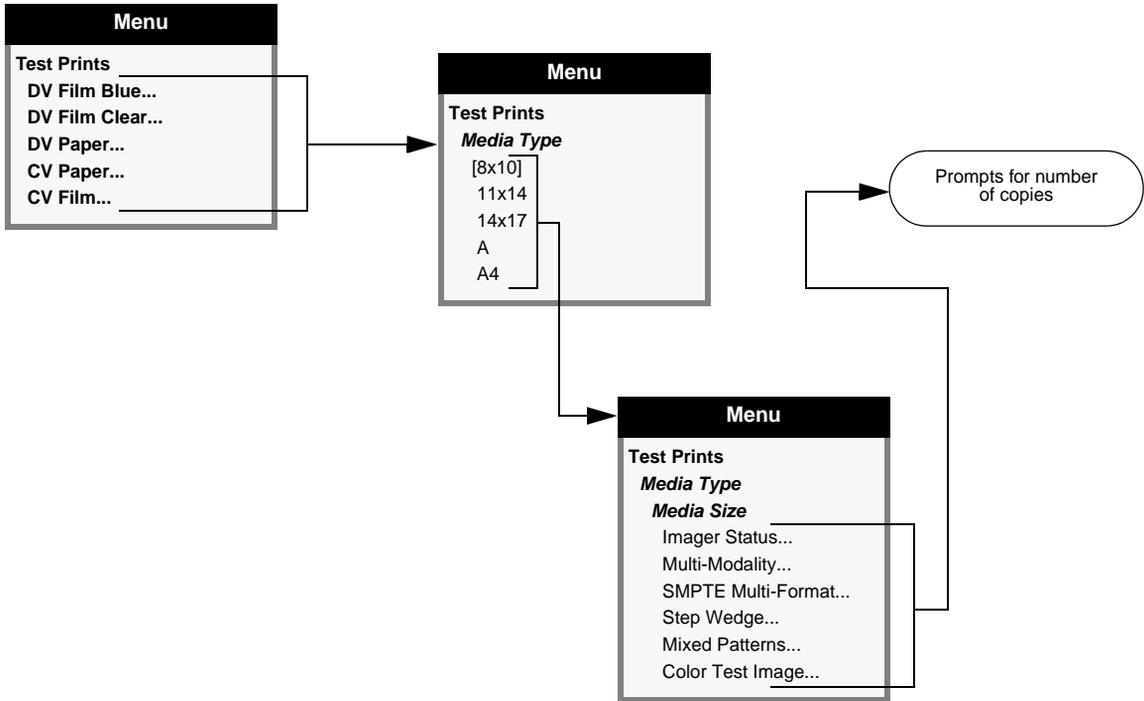 Menu
Test Prints
DV Film Blue...
DV Film Clear...
DV Paper...
CV Paper...
CV Film...
Menu
Test Prints
Media Type
[8x10]
11x14
14x17
A
A4
Prompts for number
of copies
Menu
Test Prints
Media Type
Media Size
Imager Status...
Multi-Modality...
SMPTE Multi-Format...
Step Wedge...
Mixed Patterns...
Color Test Image...